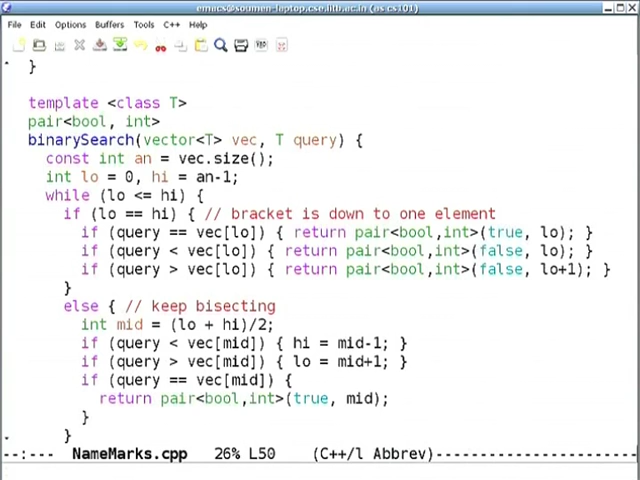 emacs@soumen-laptop.cse.iitb.ac.in (as cs101)
File Edit Options Buffers Tools C++ Help
}
template <class T>
pair<bool, int>
binarySearch(vector<T> vec, T query) {
const int an = vec.size();
int lo = 0, hi = an-1;
while (lo <= hi) {
if (lo == hi) { // bracket is down to one element
if (query == vec[lo]) { return pair<bool,int>(true, lo); }
if (query < vec[lo]) { return pair<bool,int>(false, lo); }
if (query > vec[lo]) { return pair<bool,int>(false, lo+1); }
}
else { // keep bisecting
int mid = (lo + hi)/2;
if (query < vec[mid]) { hi = mid-1; }
if (query > vec[mid]) { lo = mid+1; }
if (query == vec[mid]) {
return pair<bool,int>(true, mid);
}
}
--:--- NameMarks.cpp 26% L50 (C++/l Abbrev)----------------------